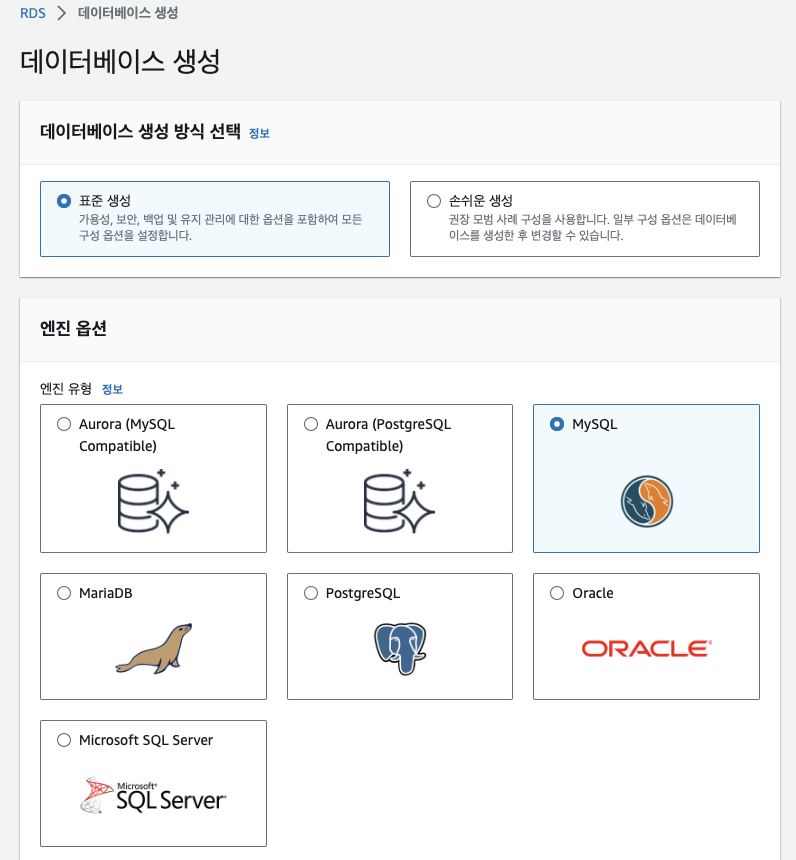 RDS > 데이터베이스 생성
데이터베이스 생성
데이터베이스 생성 방식 선택 정보
표준 생성
가용성, 보안, 백업 및 유지 관리에 대한 옵션을 포함하여 모든
구성 옵션을 설정합니다.
손쉬운 생성
권장 모범 사례 구성을 사용합니다. 일부 구성 옵션은 데이터베
이스를 생성한 후 변경할 수 있습니다.
엔진 옵션
엔진 유형 정보
Aurora (MySQL
Compatible)
Aurora (PostgreSQL
Compatible)
MySQL
MariaDB
PostgreSQL
Oracle
ORACLE®
Microsoft SQL Server
Microsoft®
SQL Server®